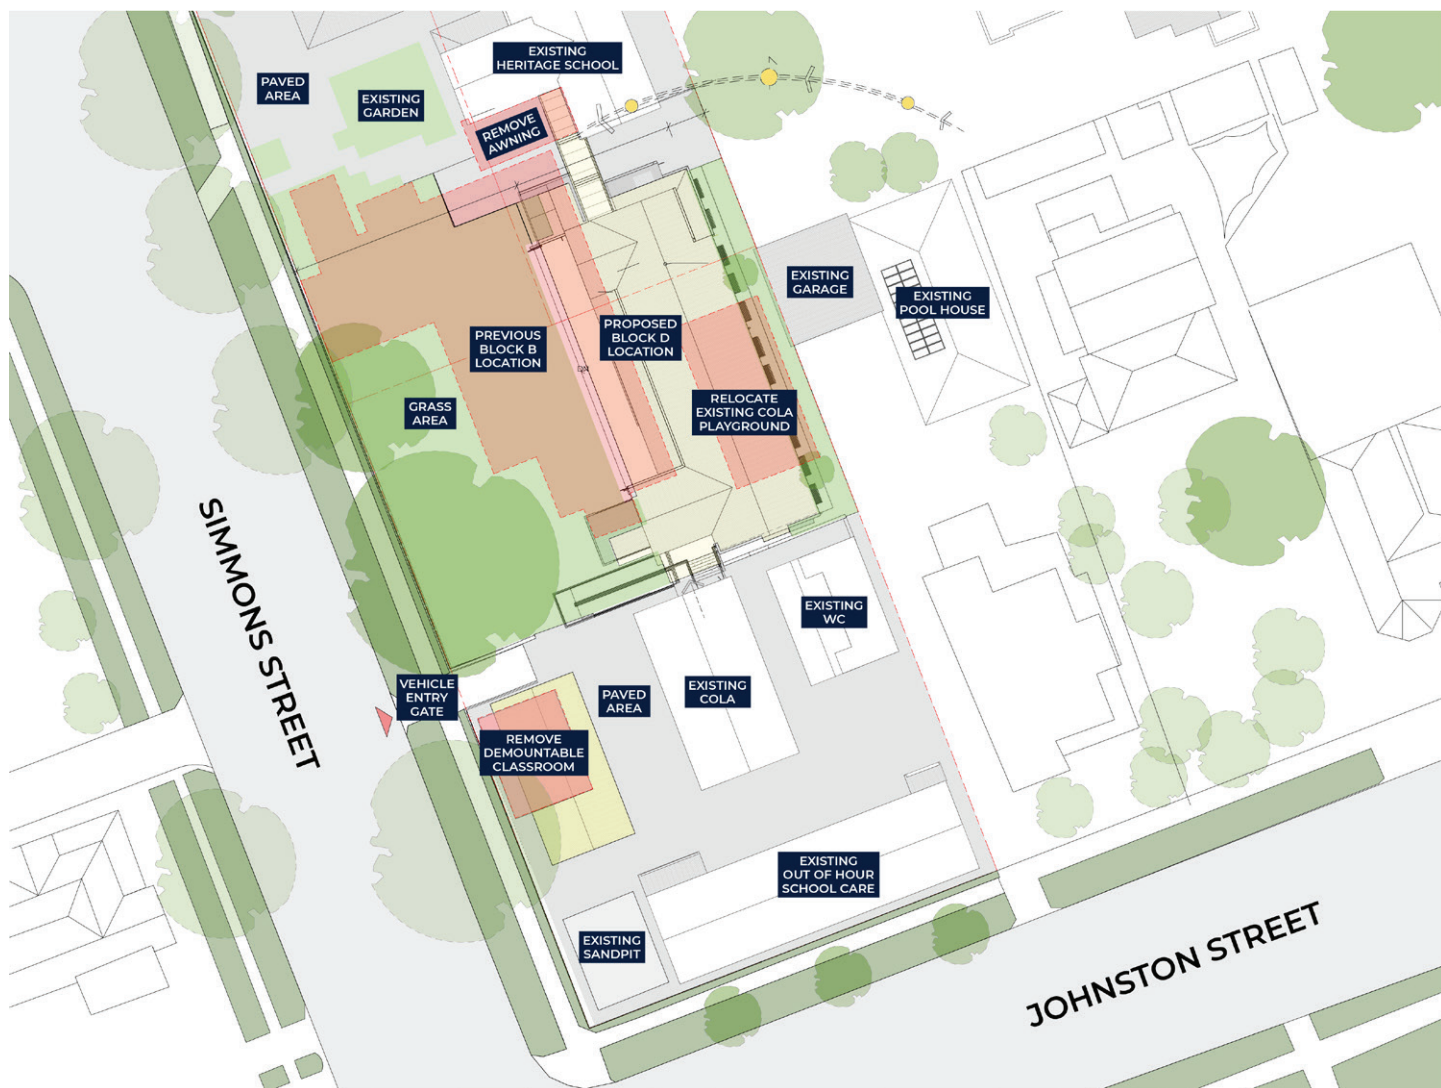 EXISTING
HERITAGE SCHOOL
PAVED
AREA
EXISTING
GARDEN
REMOVE
AWNING
EXISTING
GARAGE
EXISTING
POOL HOUSE
PREVIOUS
BLOCK B
LOCATION
PROPOSED
BLOCK D
LOCATION
GRASS
AREA
RELOCATE
EXISTING COLA
PLAYGROUND
SIMMONS STREET
EXISTING
WC
VEHICLE
ENTRY
GATE
PAVED
AREA
EXISTING
COLA
REMOVE
DEMOUNTABLE
CLASSROOM
EXISTING
OUT OF HOUR
SCHOOL CARE
EXISTING
SANDPIT
JOHNSTON STREET